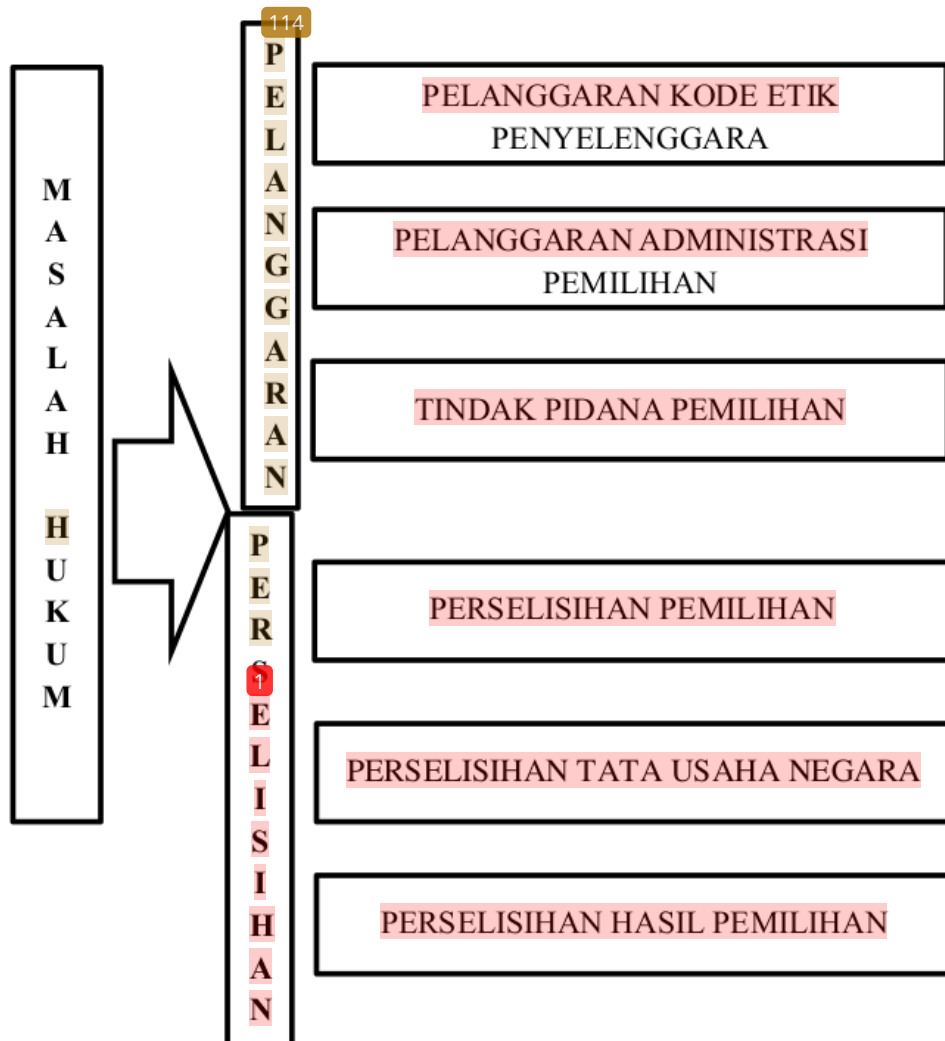 MASALAH HUKUM
114
PELANGGARAN
PELANGGARAN KODE ETIK
PENYELENGGARA
PELANGGARAN ADMINISTRASI
PEMILIHAN
TINDAK PIDANA PEMILIHAN
PERSELISIHAN
1
PERSELISIHAN PEMILIHAN
PERSELISIHAN TATA USAHA NEGARA
PERSELISIHAN HASIL PEMILIHAN